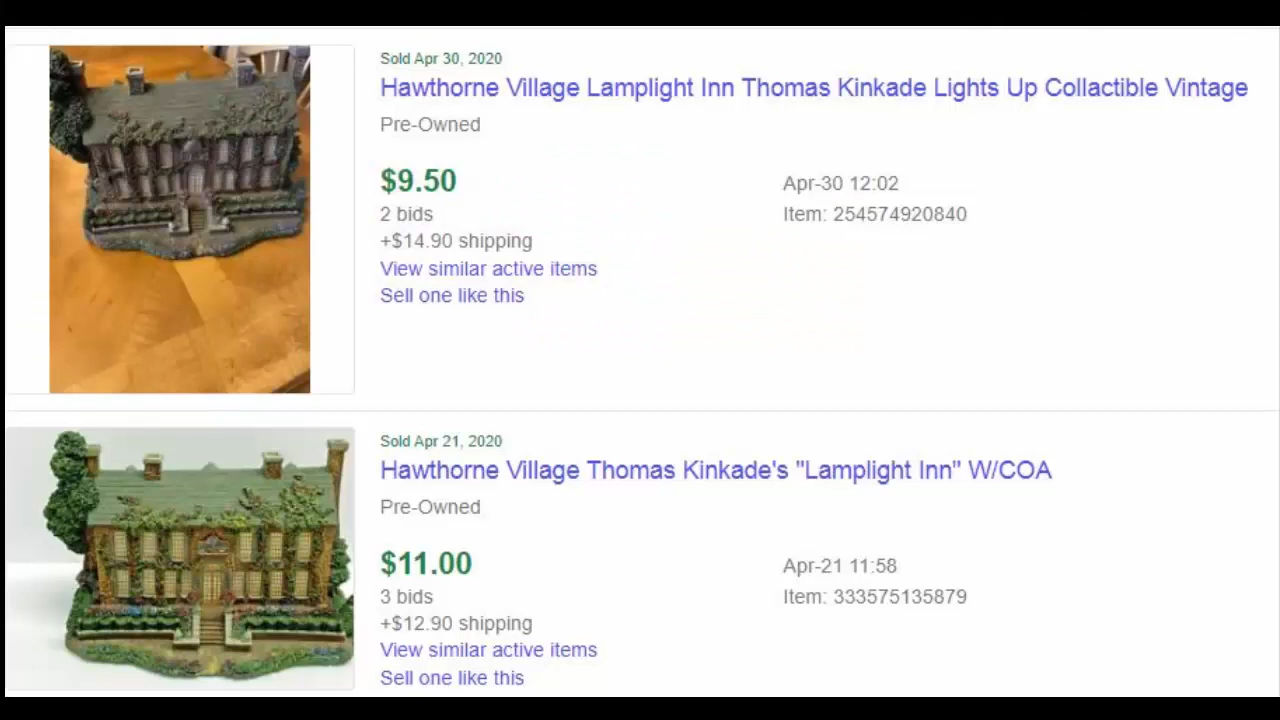 Sold Apr 30, 2020
Hawthorne Village Lamplight Inn Thomas Kinkade Lights Up Collactible Vintage
Pre-Owned
$9.50
Apr-30 12:02
2 bids
Item: 254574920840
+$14.90 shipping
View similar active items
Sell one like this
Sold Apr 21, 2020
Hawthorne Village Thomas Kinkade's "Lamplight Inn" W/COA
Pre-Owned
$11.00
Apr-21 11:58
3 bids
Item: 333575135879
+$12.90 shipping
View similar active items
Sell one like this